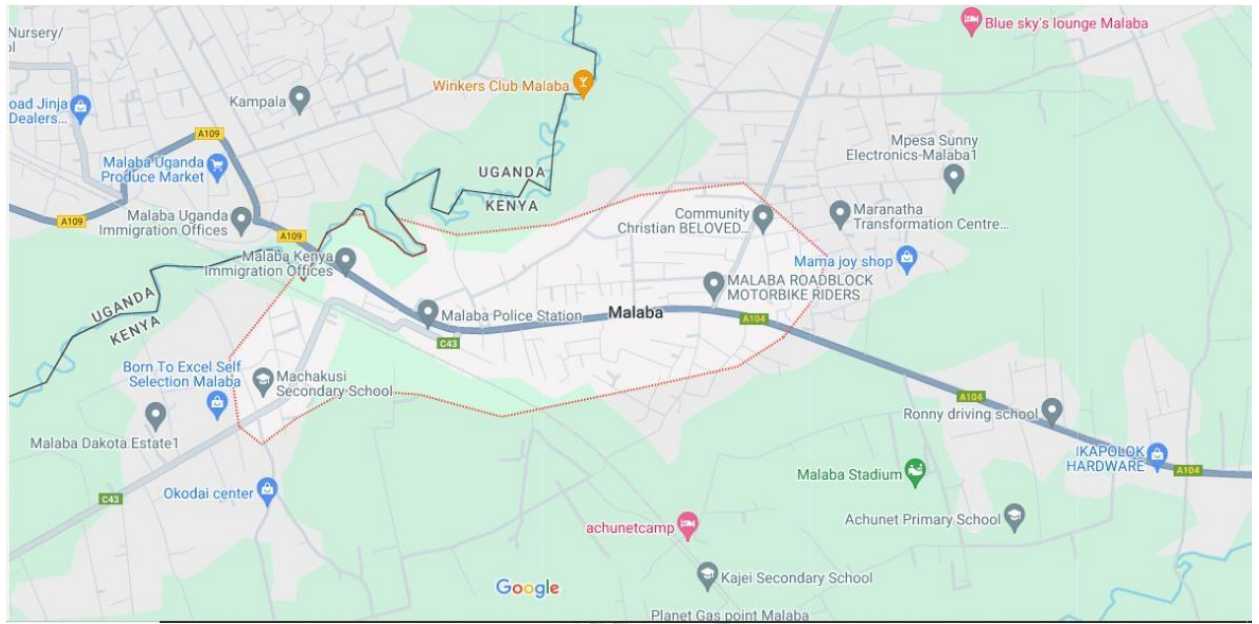 Nursery/
ol
Blue sky's lounge Malaba
Winkers Club Malaba
Kampala
oad Jinja
Dealers...
A109
Mpesa Sunny
Electronics-Malaba1
Malaba Uganda
Produce Market
UGANDA
KENYA
Malaba Uganda
Immigration Offices
A109
A109
Community
Christian BELOVED...
Maranatha
Transformation Centre...
Malaba Kenya
Immigration Offices
Mama joy shop
MALABA ROADBLOCK
MOTORBIKE RIDERS
UGANDA
KENYA
Malaba Police Station
Malaba
A104
C43
Born To Excel Self
Selection Malaba
Machakusi
Secondary School
A104
Ronny driving school
Malaba Dakota Estate1
IKAPOLOK
HARDWARE
A104
Malaba Stadium
C43
Okodai center
Achunet Primary School
achunetcamp
Kajei Secondary School
Google
Planet Gas point Malaba